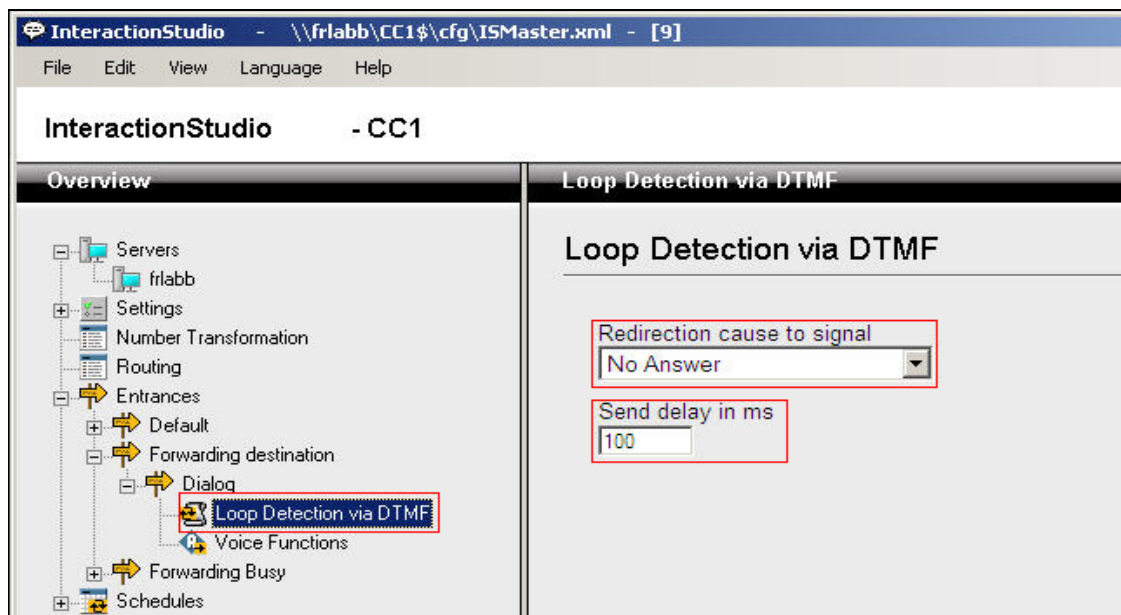 InteractionStudio - \\frlabb\CC1$\cfg\ISMaster.xml - [9]
File Edit View Language Help
InteractionStudio - CC1
Overview
Servers
frlabb
Settings
Number Transformation
Routing
Entrances
Default
Forwarding destination
Dialog
Loop Detection via DTMF
Voice Functions
Forwarding Busy
Schedules
Loop Detection via DTMF
Loop Detection via DTMF
Redirection cause to signal
No Answer
Send delay in ms
100